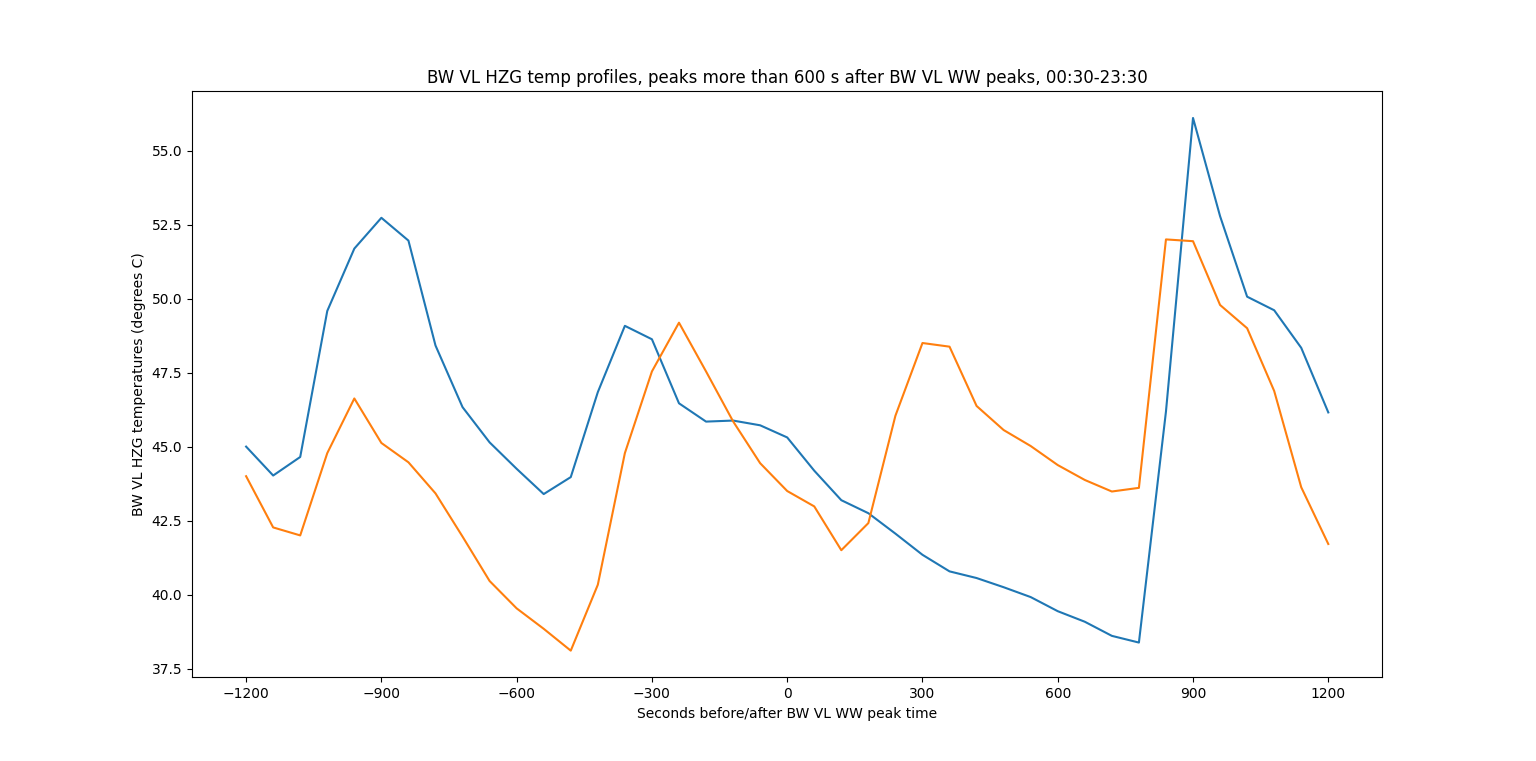 BW VL HZG temp profiles, peaks more than 600 s after BW VL WW peaks, 00:30-23:30
BW VL HZG temperatures (degrees C)
55.0
52.5
50.0
47.5
45.0
42.5
40.0
37.5
−1200 −900 −600 −300 0 300 600 900 1200
Seconds before/after BW VL WW peak time